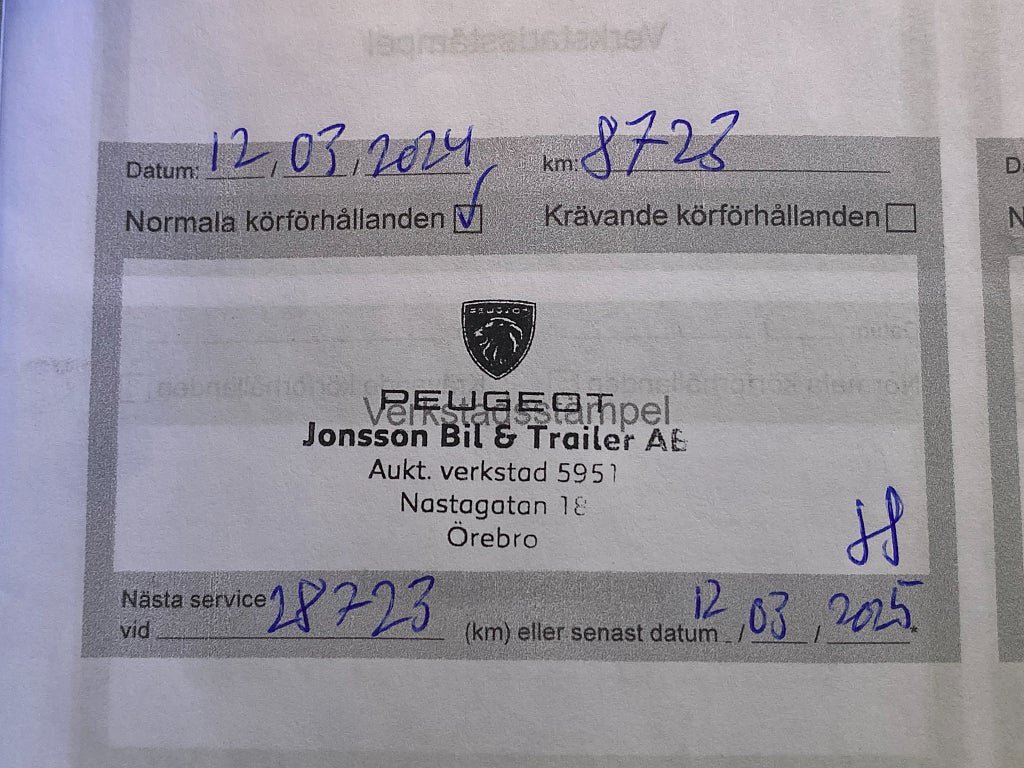 Verkstadsstämpel
Datum: 12 / 03 / 2024 km: 8723
Normala körförhållanden Krävande körförhållanden
PEUGEOT
PEUGEOT
Verkstadsstämpel
Jonsson Bil & Trailer AB
Aukt. verkstad 5951
Nastagatan 18
Örebro
Nästa service
vid 28723 (km) eller senast datum 12 / 03 / 2025 *